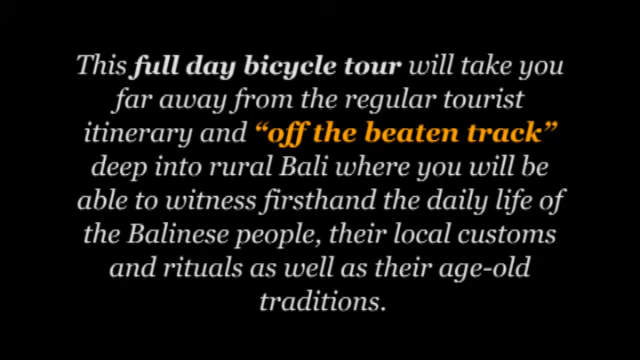 This full day bicycle tour will take you
far away from the regular tourist
itinerary and “off the beaten track”
deep into rural Bali where you will be
able to witness firsthand the daily life of
the Balinese people, their local customs
and rituals as well as their age-old
traditions.